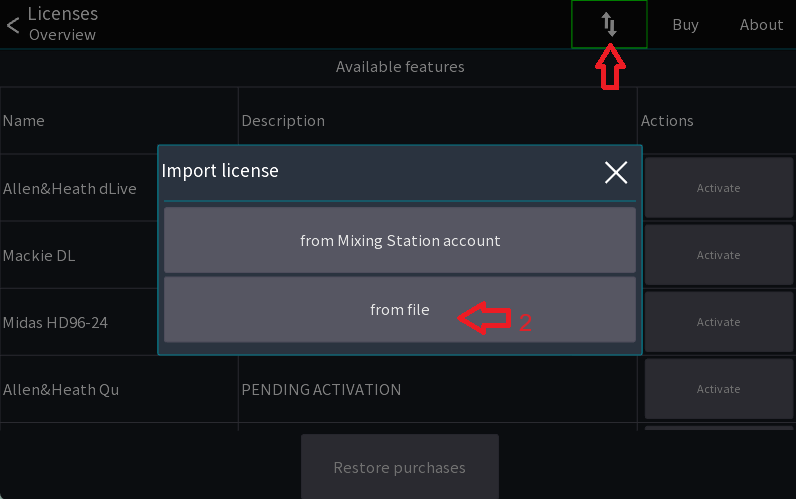 Licenses
Overview
Buy
About
Available features
Name
Description
Actions
Import license
Allen&Heath dLive
Activate
from Mixing Station account
Mackie DL
Activate
from file
2
Midas HD96-24
Activate
Allen&Heath Qu
PENDING ACTIVATION
Activate
Restore purchases